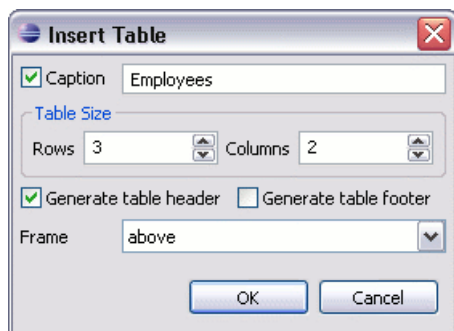 Insert Table
Caption Employees
Table Size
Rows 3 Columns 2
Generate table header Generate table footer
Frame above
OK Cancel